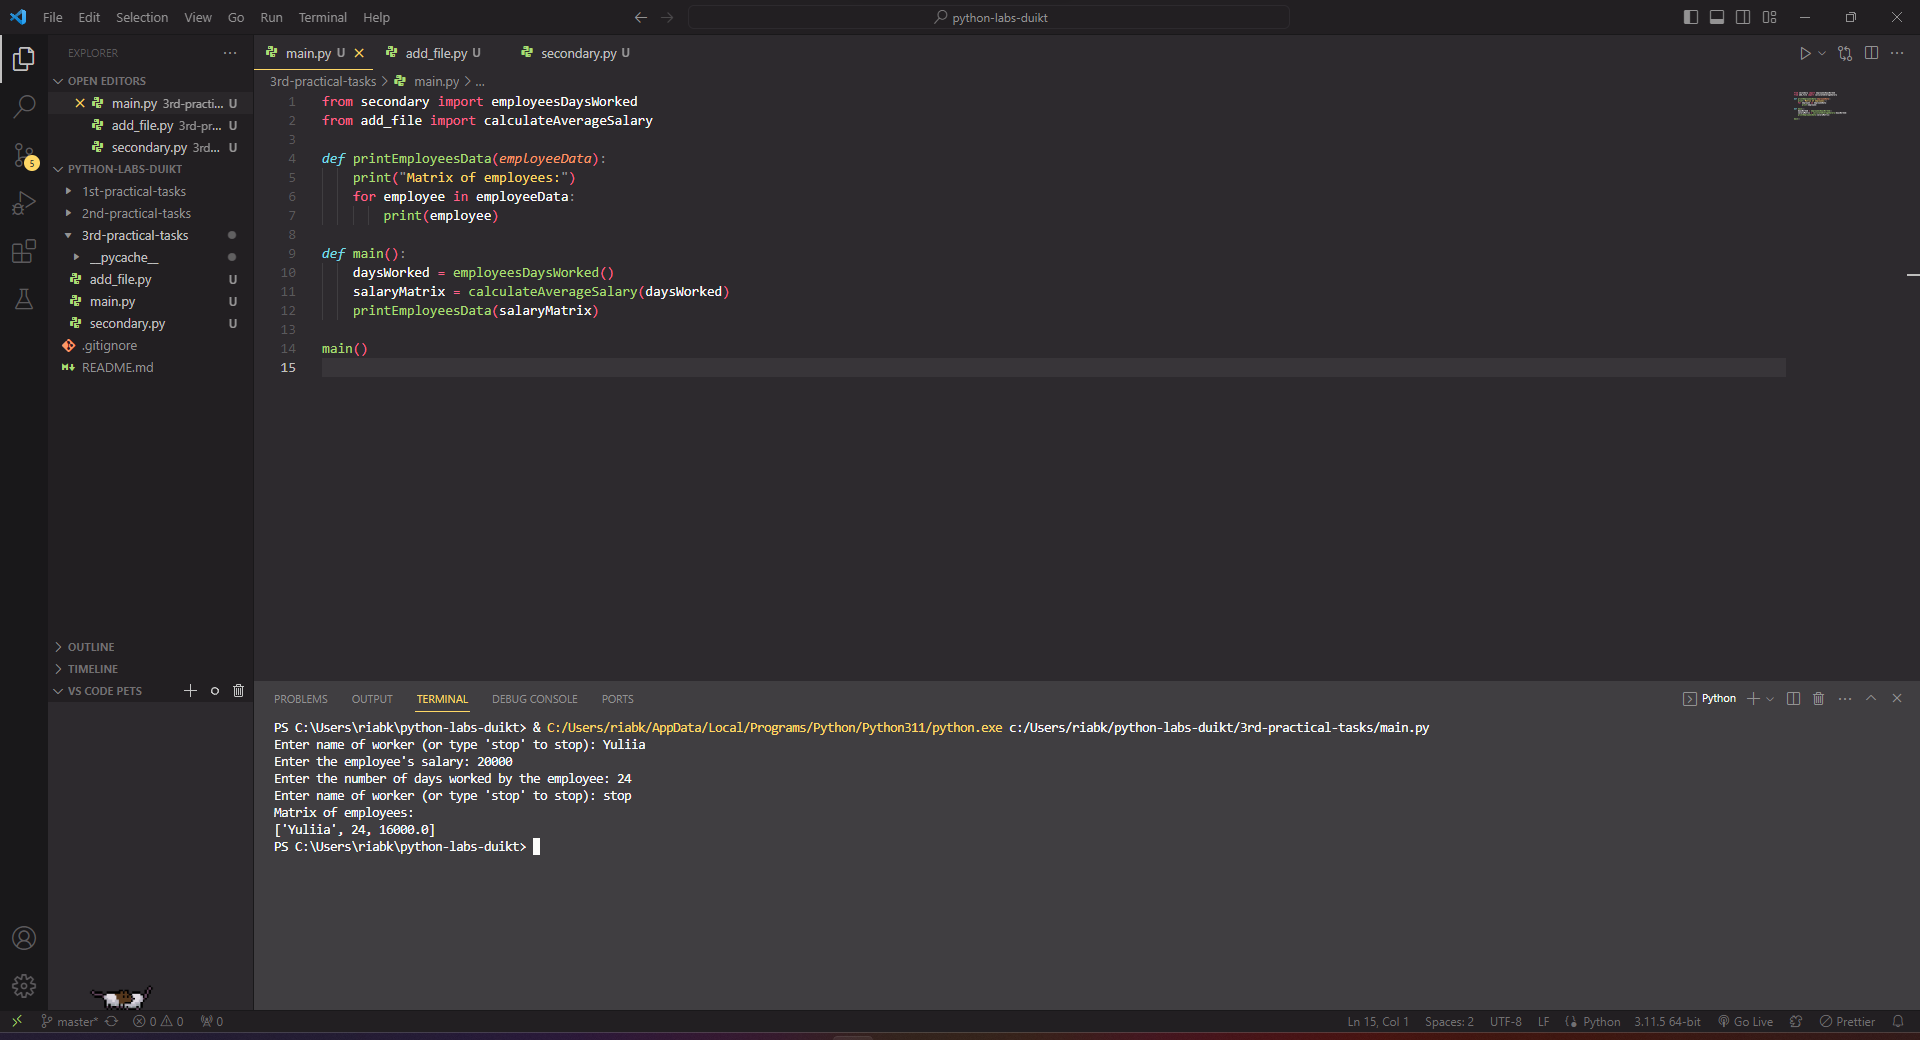 File Edit Selection View Go Run Terminal Help
python-labs-duikt
EXPLORER
OPEN EDITORS
main.py 3rd-practi... U
add_file.py 3rd-pr... U
secondary.py 3rd... U
5
PYTHON-LABS-DUIKT
1st-practical-tasks
2nd-practical-tasks
3rd-practical-tasks
__pycache__
add_file.py U
main.py U
secondary.py U
.gitignore
README.md
OUTLINE
TIMELINE
VS CODE PETS
main.py U add_file.py U secondary.py U
3rd-practical-tasks > main.py > ...
1 from secondary import employeesDaysWorked
2 from add_file import calculateAverageSalary
3
4 def printEmployeesData(employeeData):
5 print("Matrix of employees:")
6 for employee in employeeData:
7 print(employee)
8
9 def main():
10 daysWorked = employeesDaysWorked()
11 salaryMatrix = calculateAverageSalary(daysWorked)
12 printEmployeesData(salaryMatrix)
13
14 main()
15
PROBLEMS OUTPUT TERMINAL DEBUG CONSOLE PORTS
Python
PS C:\Users\riabk\python-labs-duikt> & C:/Users/riabk/AppData/Local/Programs/Python/Python311/python.exe c:/Users/riabk/python-labs-duikt/3rd-practical-tasks/main.py
Enter name of worker (or type 'stop' to stop): Yuliia
Enter the employee's salary: 20000
Enter the number of days worked by the employee: 24
Enter name of worker (or type 'stop' to stop): stop
Matrix of employees:
['Yuliia', 24, 16000.0]
PS C:\Users\riabk\python-labs-duikt>
master* 0 0 0
Ln 15, Col 1 Spaces: 2 UTF-8 LF Python 3.11.5 64-bit Go Live Prettier